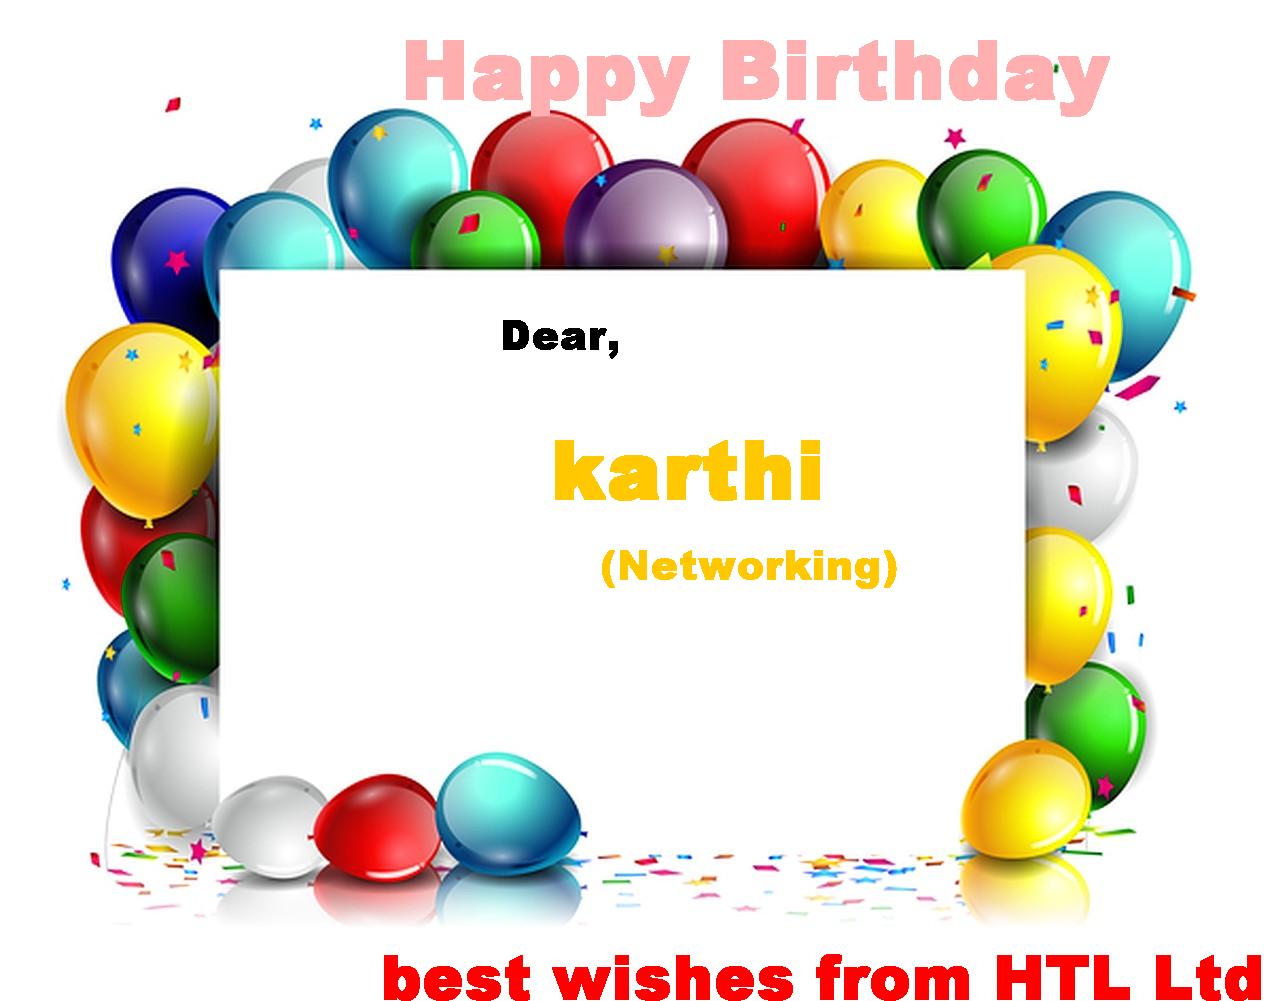 Happy Birthday
Dear,
karthi
(Networking)
best wishes from HTL Ltd